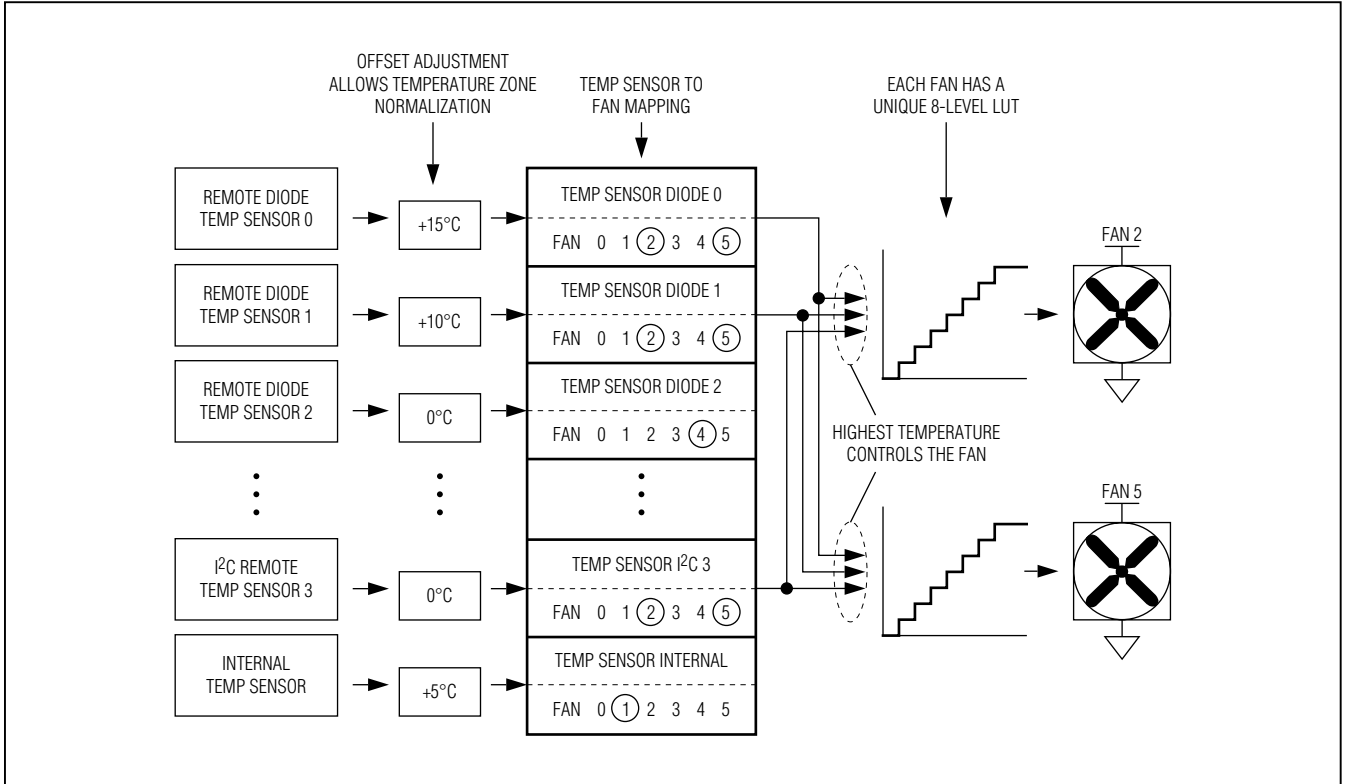 OFFSET ADJUSTMENT
ALLOWS TEMPERATURE ZONE
NORMALIZATION
TEMP SENSOR TO
FAN MAPPING
EACH FAN HAS A
UNIQUE 8-LEVEL LUT
REMOTE DIODE
TEMP SENSOR 0
+15°C
TEMP SENSOR DIODE 0
FAN 0 1 2 3 4 5
REMOTE DIODE
TEMP SENSOR 1
+10°C
TEMP SENSOR DIODE 1
FAN 0 1 2 3 4 5
REMOTE DIODE
TEMP SENSOR 2
0°C
TEMP SENSOR DIODE 2
FAN 0 1 2 3 4 5
I²C REMOTE
TEMP SENSOR 3
0°C
TEMP SENSOR I²C 3
FAN 0 1 2 3 4 5
INTERNAL
TEMP SENSOR
+5°C
TEMP SENSOR INTERNAL
FAN 0 1 2 3 4 5
HIGHEST TEMPERATURE
CONTROLS THE FAN
FAN 2
FAN 5